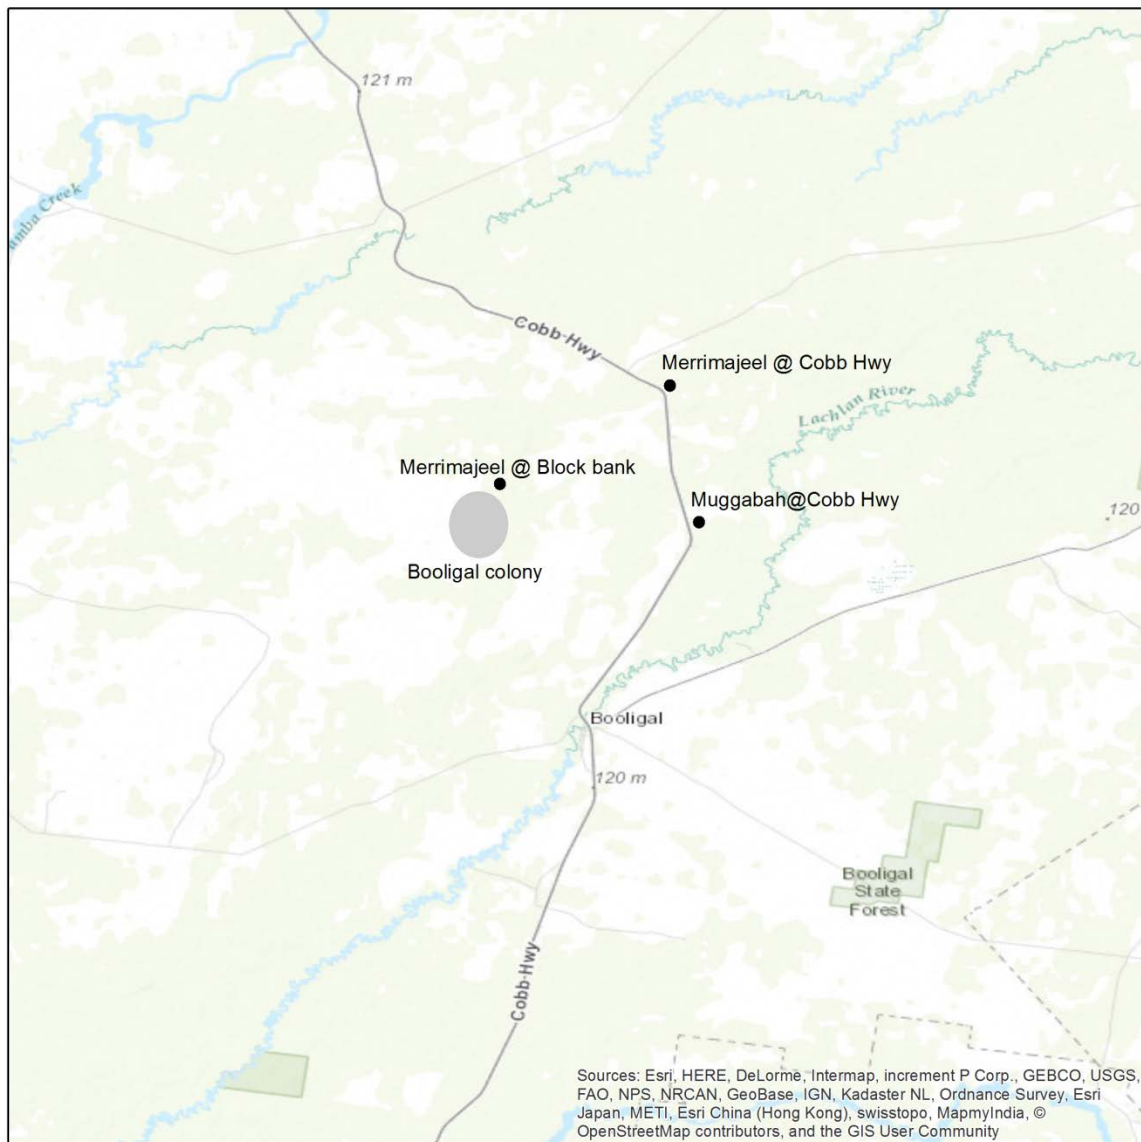 121 m
amba Creek
Cobb Hwy
Merrimajeel @ Cobb Hwy
Lachlan River
Merrimajeel @ Block bank
Muggabah@Cobb Hwy
120
Booligal colony
Booligal
120 m
Booligal
State
Forest
Cobb Hwy
Sources: Esri, HERE, DeLorme, Intermap, increment P Corp., GEBCO, USGS,
FAO, NPS, NRCAN, GeoBase, IGN, Kadaster NL, Ordnance Survey, Esri
Japan, METI, Esri China (Hong Kong), swisstopo, MapmyIndia, ©
OpenStreetMap contributors, and the GIS User Community